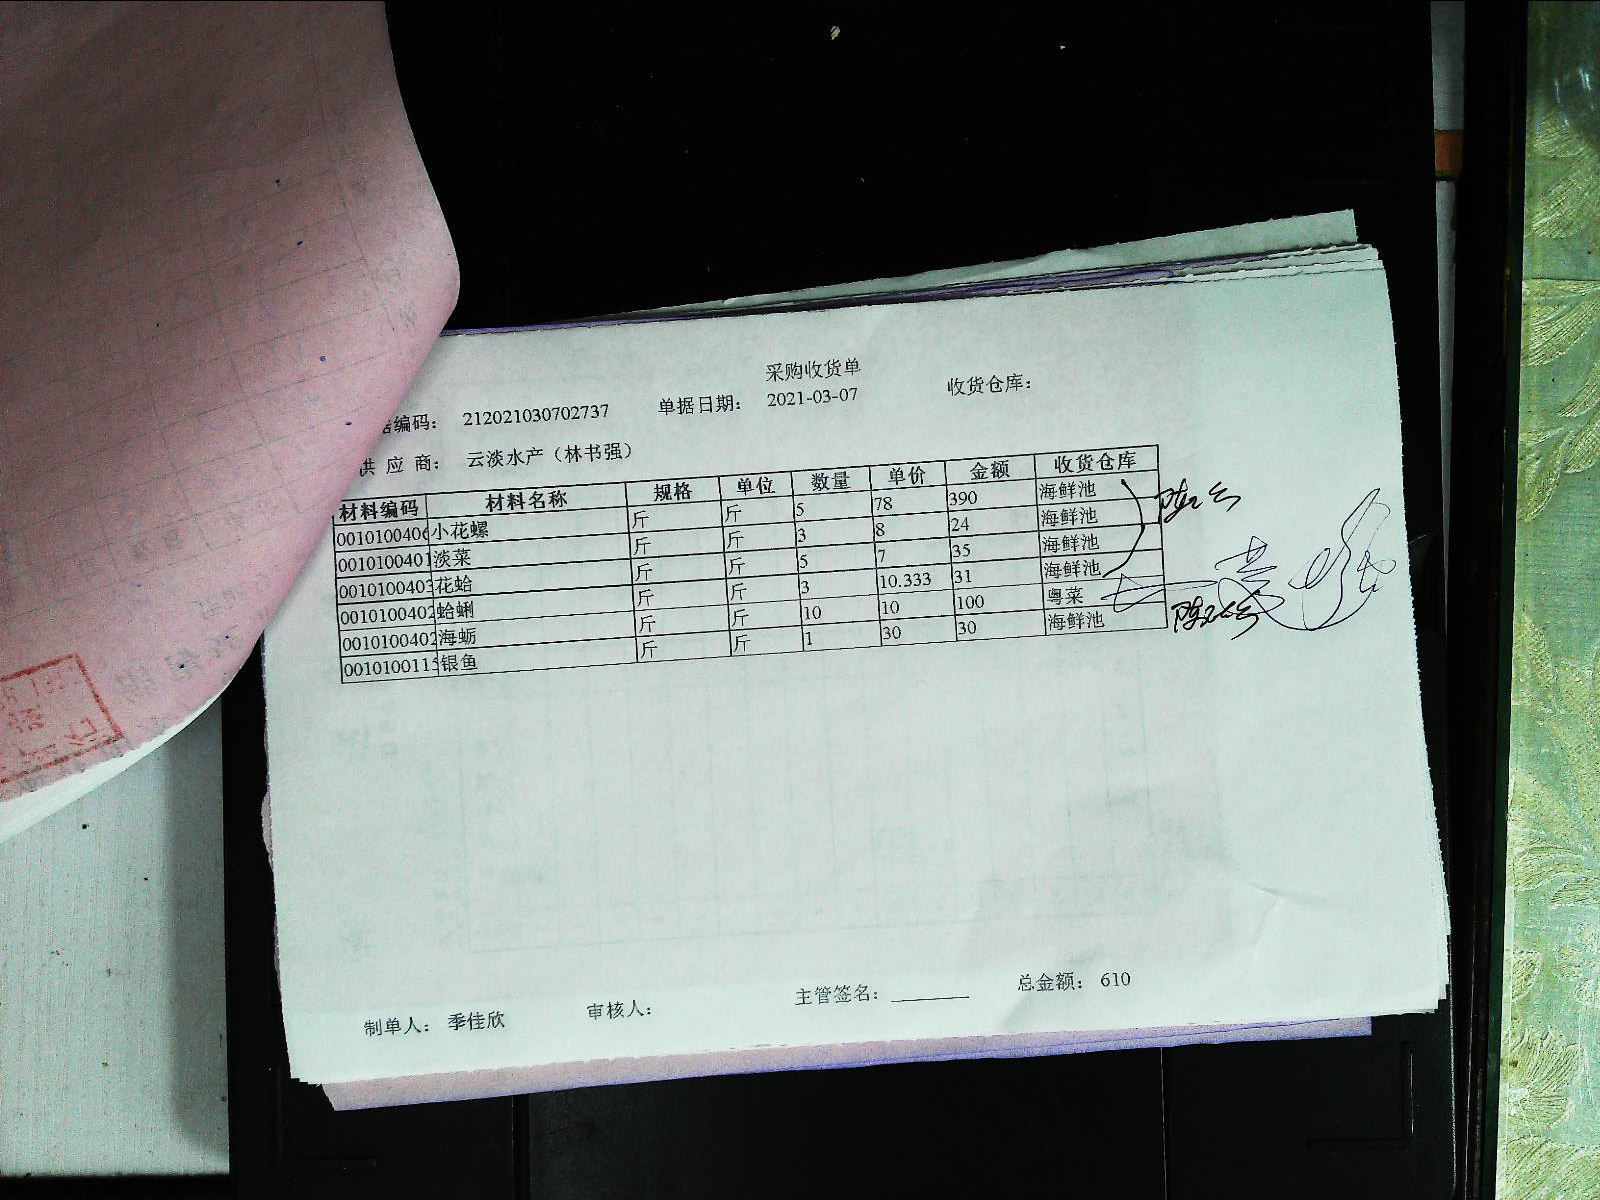 采购收货单
编码： 212021030702737 单据日期： 2021-03-07 收货仓库：
供 应 商： 云淡水产（林书强）
材料编码 材料名称 规格 单位 数量 单价 金额 收货仓库
0010100406 小花螺 斤 斤 5 78 390 海鲜池
0010100401 淡菜 斤 斤 3 8 24 海鲜池
0010100403 花蛤 斤 斤 5 7 35 海鲜池
0010100402 蛤蜊 斤 斤 3 10.333 31 海鲜池
0010100402 海蛎 斤 斤 10 10 100 粤菜
0010100115 银鱼 斤 斤 1 30 30 海鲜池
制单人： 季佳欣 审核人： 主管签名： 总金额： 610